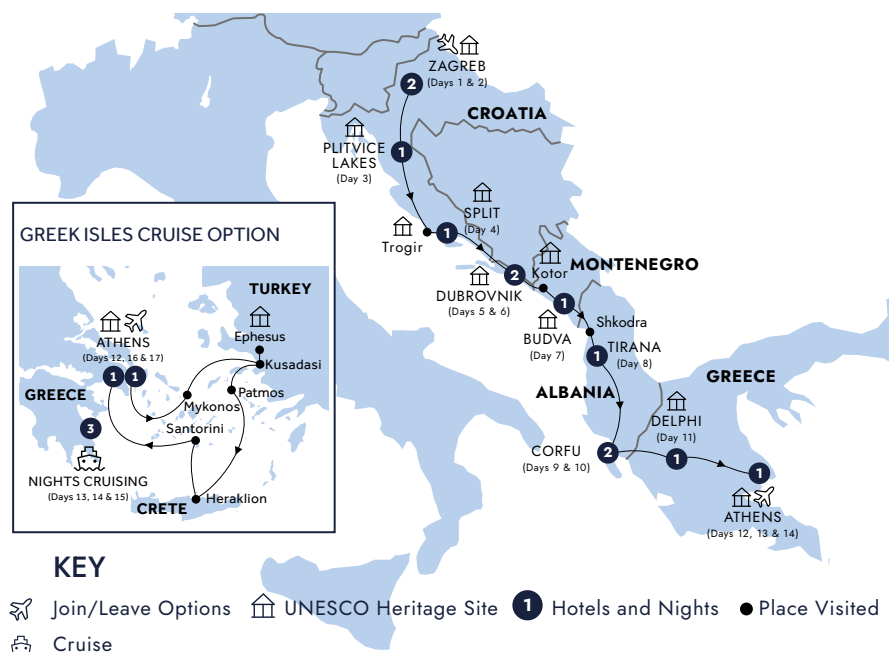 ZAGREB
(Days 1 & 2)
2
CROATIA
PLITVICE
LAKES
(Day 3)
1
SPLIT
(Day 4)
1
Trogir
2
Kotor
MONTENEGRO
DUBROVNIK
(Days 5 & 6)
1
BUDVA
(Day 7)
Shkodra
TIRANA
(Day 8)
1
ALBANIA
GREECE
DELPHI
(Day 11)
CORFU
(Days 9 & 10)
2
1
1
ATHENS
(Days 12, 13 & 14)
GREEK ISLES CRUISE OPTION
TURKEY
Ephesus
ATHENS
(Days 12, 16 & 17)
Kusadasi
1
1
GREECE
Patmos
Mykonos
Santorini
3
NIGHTS CRUISING
(Days 13, 14 & 15)
Heraklion
CRETE
KEY
Join/Leave Options
UNESCO Heritage Site
1
Hotels and Nights
Place Visited
Cruise